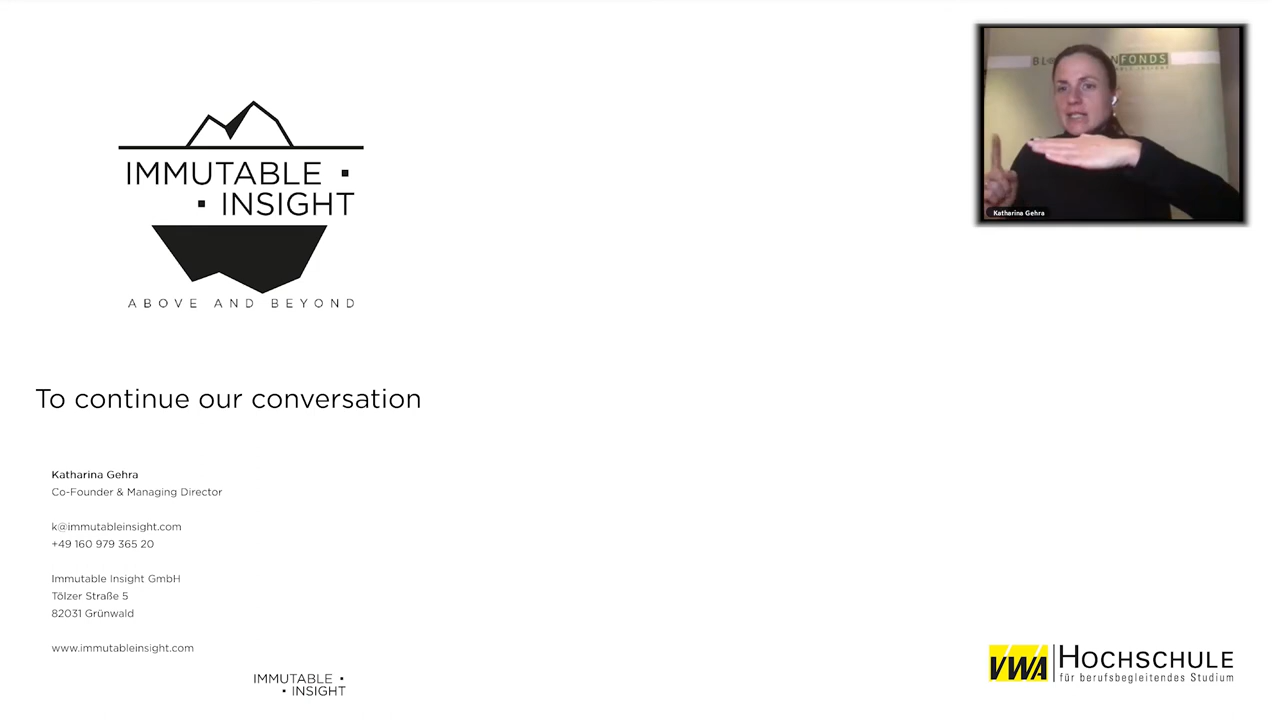 IMMUTABLE
INSIGHT
ABOVE AND BEYOND
To continue our conversation
Katharina Gehra
Co-Founder & Managing Director
k@immutableinsight.com
+49 160 979 365 20
Immutable Insight GmbH
Tölzer Straße 5
82031 Grünwald
www.immutableinsight.com
IMMUTABLE
INSIGHT
FONDS
Katharina Gehra
VWA HOCHSCHULE
für berufsbegleitendes Studium